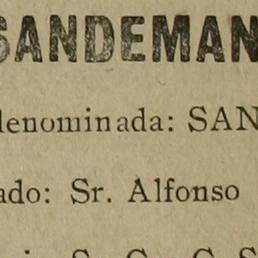 SANDEMAN
denominada: SAN
ado: Sr. Alfonso